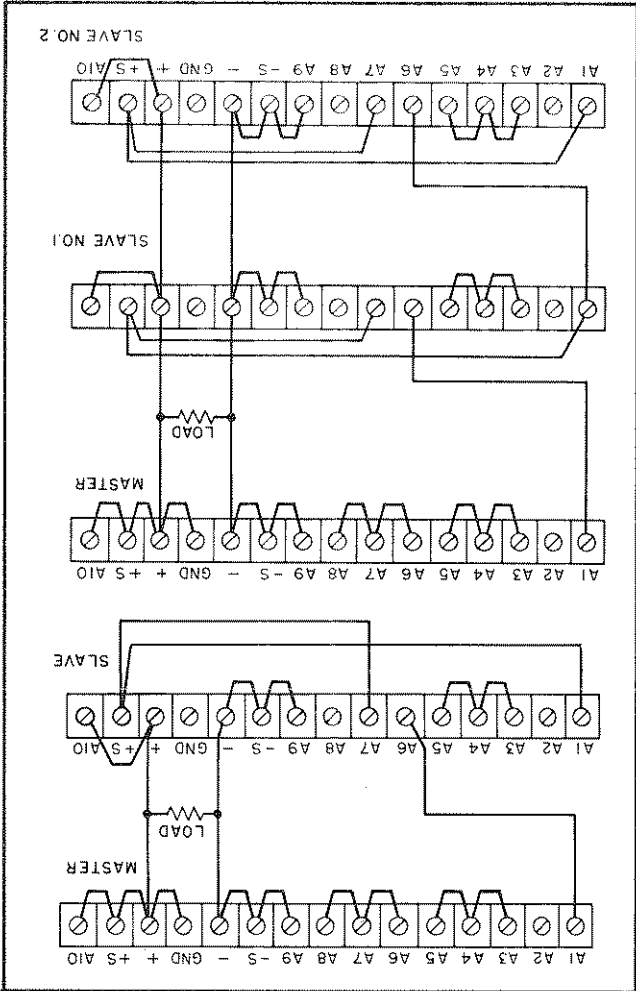 A1 A2 A3 A4 A5 A6 A7 A8 A9 -S - GND + +S A10
MASTER
LOAD
A1 A2 A3 A4 A5 A6 A7 A8 A9 -S - GND + +S A10
SLAVE
A1 A2 A3 A4 A5 A6 A7 A8 A9 -S - GND + +S A10
MASTER
LOAD
SLAVE NO.1
A1 A2 A3 A4 A5 A6 A7 A8 A9 -S - GND + +S A10
SLAVE NO.2